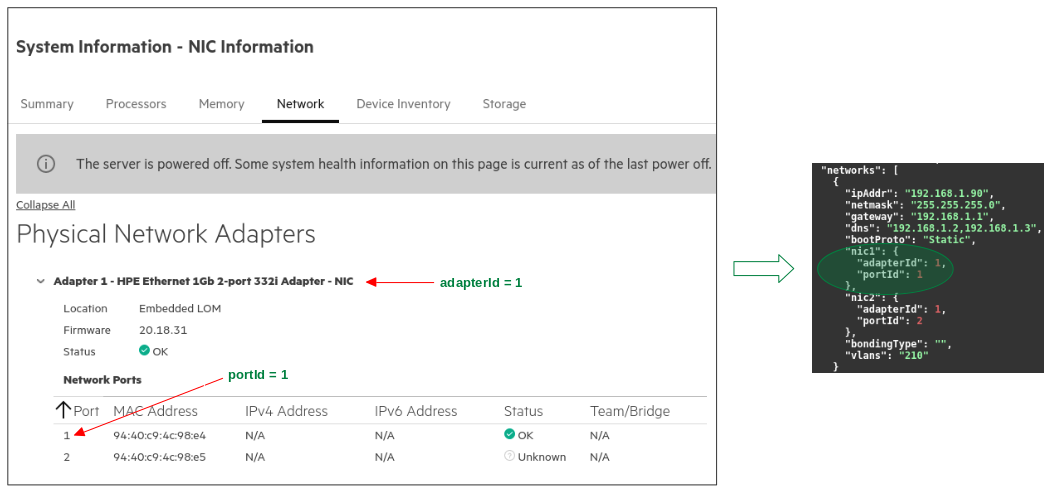 System Information - NIC Information
Summary Processors Memory Network Device Inventory Storage
The server is powered off. Some system health information on this page is current as of the last power off.
Collapse All
Physical Network Adapters
Adapter 1 - HPE Ethernet 1Gb 2-port 332i Adapter - NIC
adapterId = 1
Location Embedded LOM
Firmware 20.18.31
Status OK
Network Ports
portId = 1
Port MAC Address IPv4 Address IPv6 Address Status Team/Bridge
1 94:40:c9:4c:98:e4 N/A N/A OK N/A
2 94:40:c9:4c:98:e5 N/A N/A Unknown N/A
"networks": [
{
"ipAddr": "192.168.1.90",
"netmask": "255.255.255.0",
"gateway": "192.168.1.1",
"dns": "192.168.1.2,192.168.1.3",
"bootProto": "Static",
"nic1": {
"adapterId": 1,
"portId": 1
},
"nic2": {
"adapterId": 1,
"portId": 2
},
"bondingType": "",
"vlans": "210"
}